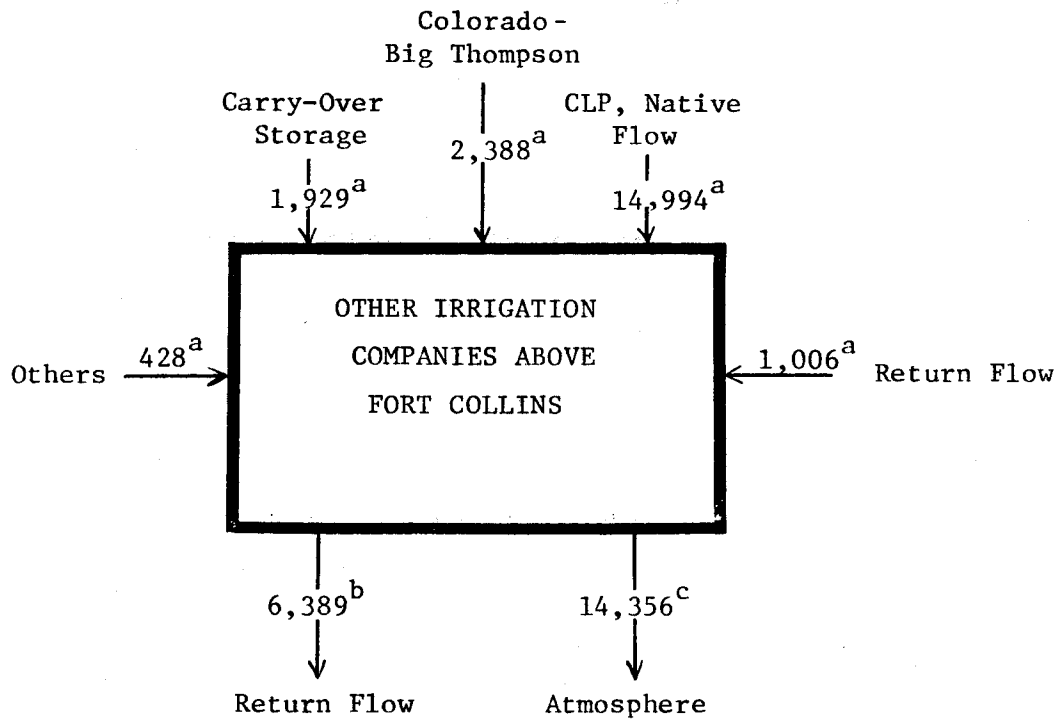 Colorado-
Big Thompson
Carry-Over
Storage
CLP, Native
Flow
2,388a
1,929a
14,994a
OTHER IRRIGATION
COMPANIES ABOVE
FORT COLLINS
Others
428a
1,006a
Return Flow
6,389b
14,356c
Return Flow
Atmosphere